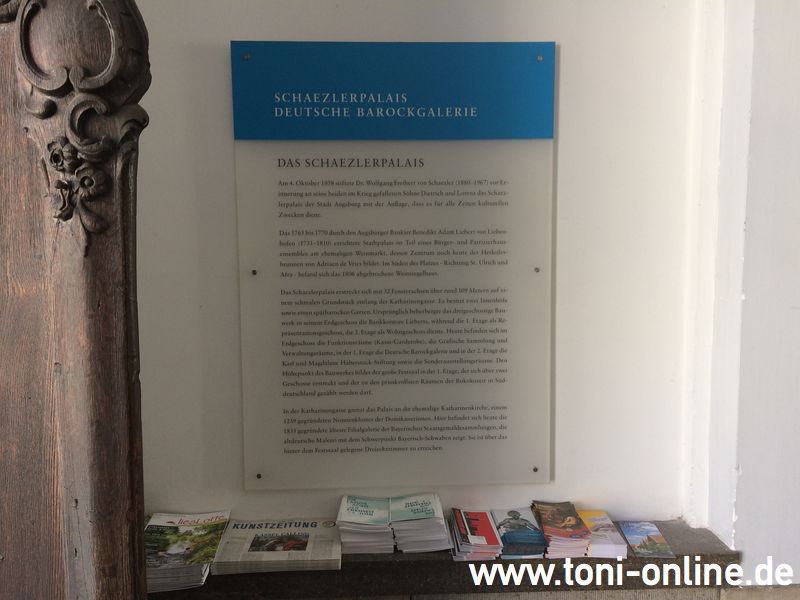 SCHAEZLERPALAIS
DEUTSCHE BAROCKGALERIE
DAS SCHAEZLERPALAIS
Am 4. Oktober 1958 stiftete Dr. Wolfgang Freiherr von Schaezler (1880–1967) zur Er-
innerung an seine beiden im Krieg gefallenen Söhne Dietrich und Lorenz das Schaez-
lerpalais der Stadt Augsburg mit der Auflage, dass es für alle Zeiten kulturellen
Zwecken diene.
Das 1765 bis 1770 durch den Augsburger Bankier Benedikt Adam Liebert von Lieben-
hofen (1731–1810) errichtete Stadtpalais ist Teil eines Bürger- und Patrizierhaus-
ensembles am ehemaligen Weinmarkt, dessen Zentrum noch heute der Herkules-
brunnen von Adriaen de Vries bildet. Im Süden des Platzes - Richtung St. Ulrich und
Afra - befand sich das 1806 abgebrochene Weinsiegelhaus.
Das Schaezlerpalais erstreckt sich mit 32 Fensterachsen über rund 109 Metern auf ei-
nem schmalen Grundstück entlang der Katharinengasse. Es besitzt zwei Innenhöfe
sowie einen spätbarocken Garten. Ursprünglich beherbergte das dreigeschossige Bau-
werk in seinem Erdgeschoss die Bankkontore Lieberts, während die 1. Etage als Re-
präsentationsgeschoss, die 2. Etage als Wohngeschoss diente. Heute befinden sich im
Erdgeschoss die Funktionsräume (Kasse/Garderobe), die Grafische Sammlung und
Verwaltungsräume, in der 1. Etage die Deutsche Barockgalerie und in der 2. Etage die
Karl und Magdalene Haberstock-Stiftung sowie die Sonderausstellungsräume. Den
Höhepunkt des Bauwerkes bildet der große Festsaal in der 1. Etage, der sich über zwei
Geschosse erstreckt und der zu den prunkvollsten Räumen der Rokokozeit in Süd-
deutschland gezählt werden darf.
In der Katharinengasse grenzt das Palais an die ehemalige Katharinenkirche, einem
1239 gegründeten Nonnenkloster der Dominikanerinnen. Hier befindet sich heute die
1835 gegründete älteste Filialgalerie der Bayerischen Staatsgemäldesammlungen, die
altdeutsche Malerei mit dem Schwerpunkt Bayerisch-Schwaben zeigt. Sie ist über das
hinter dem Festsaal gelegene Dreieckszimmer zu erreichen.
liesLotte
KUNSTZEITUNG
www.toni-online.de